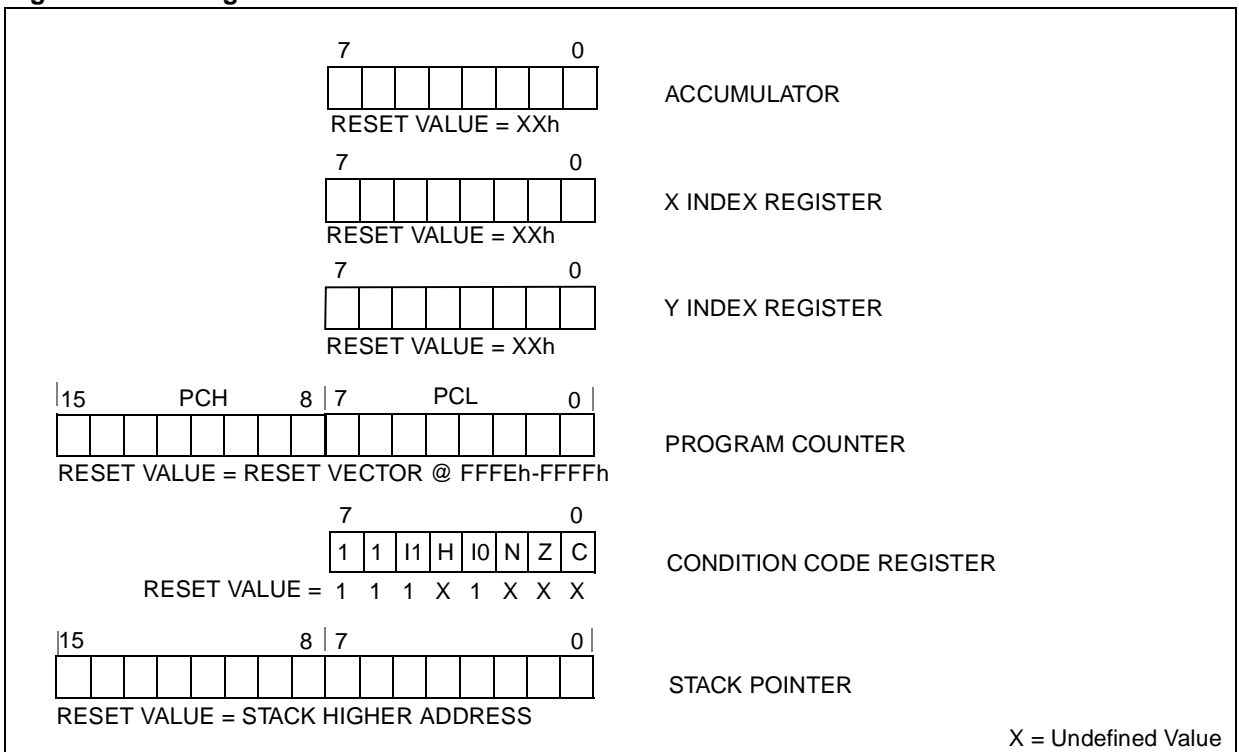 7 0
ACCUMULATOR
RESET VALUE = XXh
7 0
X INDEX REGISTER
RESET VALUE = XXh
7 0
Y INDEX REGISTER
RESET VALUE = XXh
15 PCH 8 7 PCL 0
PROGRAM COUNTER
RESET VALUE = RESET VECTOR @ FFFEh-FFFFh
7 0
1 1 I1 H I0 N Z C
CONDITION CODE REGISTER
RESET VALUE = 1 1 1 X 1 X X X
15 8 7 0
STACK POINTER
RESET VALUE = STACK HIGHER ADDRESS
X = Undefined Value